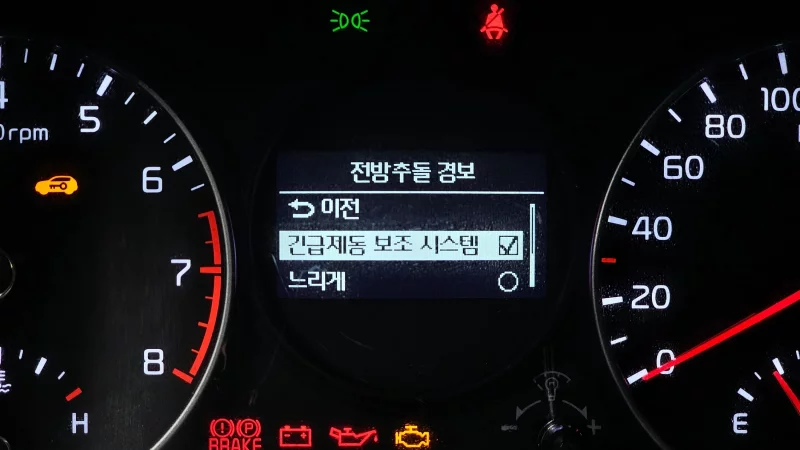 전방추돌 경보
이전
긴급제동 보조 시스템
느리게
5
6
7
8
rpm
H
100
80
60
40
20
0
E
BRAKE
P
- +